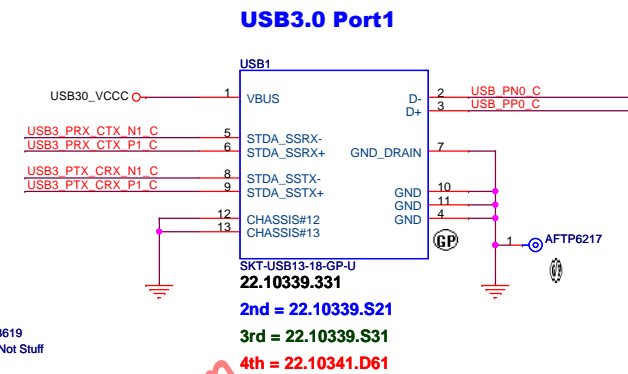 USB3.0 Port1
USB1
USB30_VCCC 1 VBUS D- 2 USB_PN0_C
D+ 3 USB_PP0_C
USB3_PRX_CTX_N1_C 5 STDA_SSRX-
USB3_PRX_CTX_P1_C 6 STDA_SSRX+ GND_DRAIN 7
USB3_PTX_CRX_N1_C 8 STDA_SSTX-
USB3_PTX_CRX_P1_C 9 STDA_SSTX+ GND 10
GND 11
12 CHASSIS#12 GND 4
13 CHASSIS#13
GP 1 AFTP6217
SKT-USB13-18-GP-U
22.10339.331
2nd = 22.10339.S21
3rd = 22.10339.S31
4th = 22.10341.D61
Not Stuff